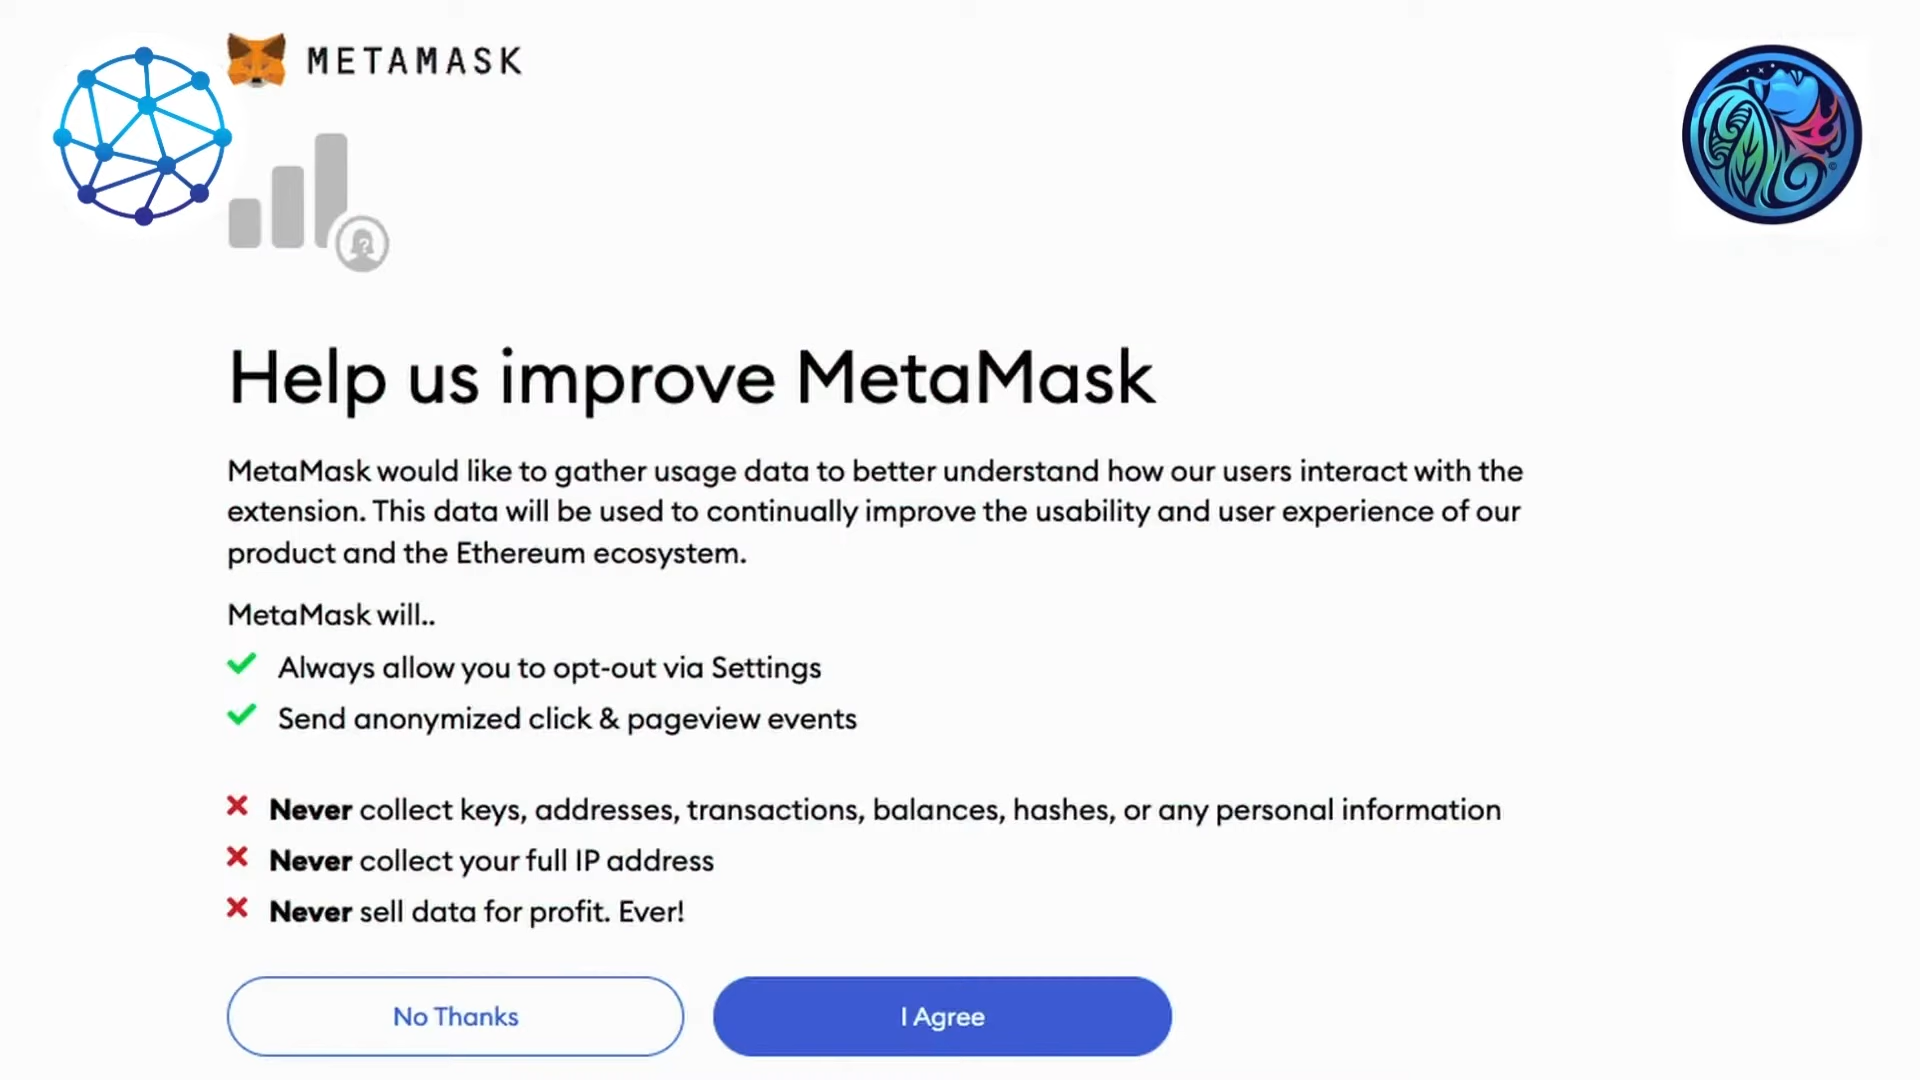 METAMASK
Help us improve MetaMask
MetaMask would like to gather usage data to better understand how our users interact with the
extension. This data will be used to continually improve the usability and user experience of our
product and the Ethereum ecosystem.
MetaMask will..
Always allow you to opt-out via Settings
Send anonymized click & pageview events
Never collect keys, addresses, transactions, balances, hashes, or any personal information
Never collect your full IP address
Never sell data for profit. Ever!
No Thanks
I Agree